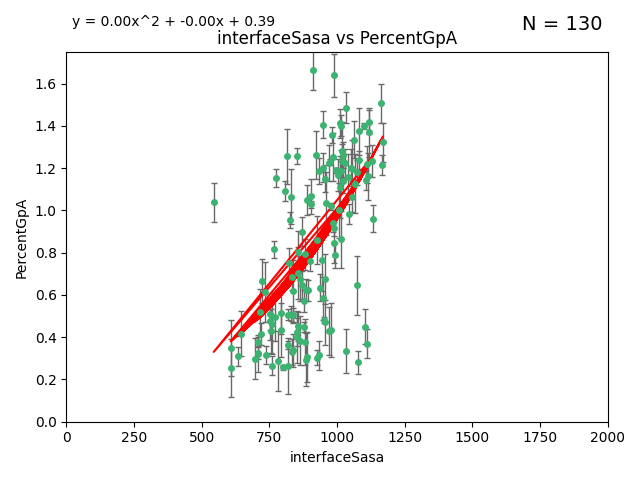 y = 0.00x^2 + -0.00x + 0.39
N = 130
interfaceSasa vs PercentGpA
PercentGpA
1.6
1.4
1.2
1.0
0.8
0.6
0.4
0.2
0.0
0 250 500 750 1000 1250 1500 1750 2000
interfaceSasa